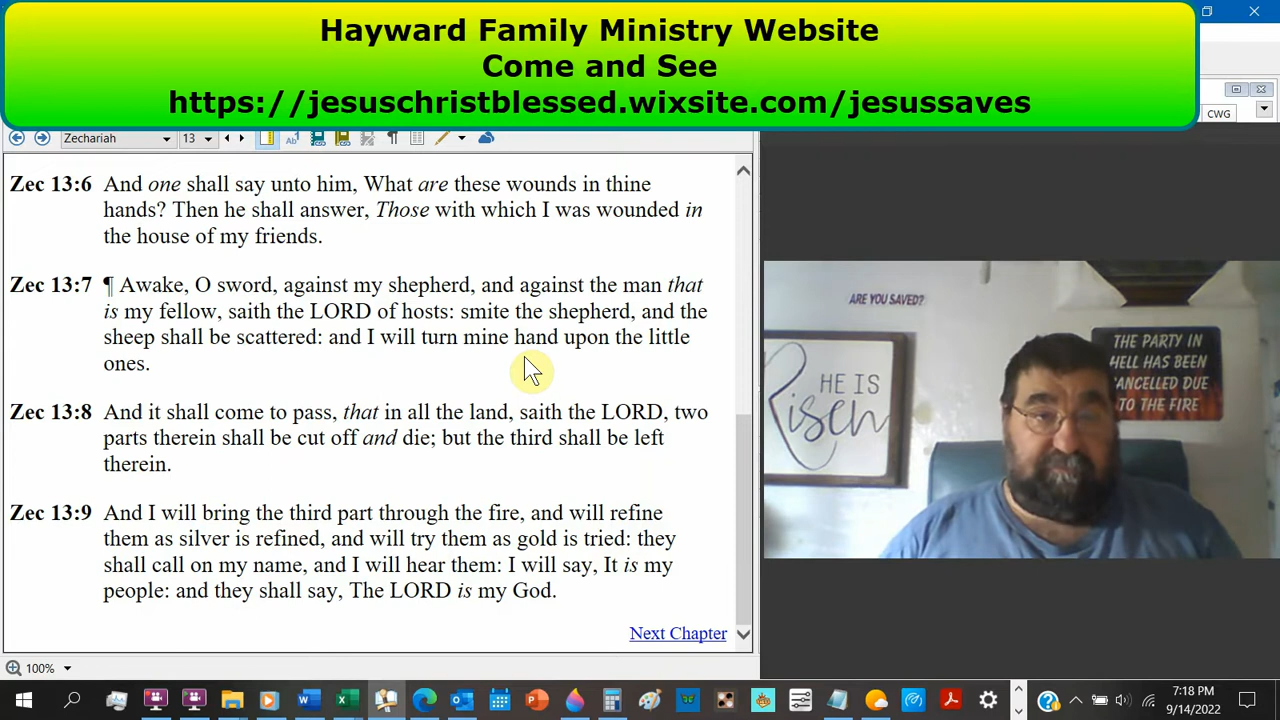 Hayward Family Ministry Website
Come and See
https://jesuschristblessed.wixsite.com/jesussaves
CWG
Zechariah
13
Zec 13:6 And one shall say unto him, What are these wounds in thine
hands? Then he shall answer, Those with which I was wounded in
the house of my friends.
Zec 13:7 ¶ Awake, O sword, against my shepherd, and against the man that
is my fellow, saith the LORD of hosts: smite the shepherd, and the
sheep shall be scattered: and I will turn mine hand upon the little
ones.
Zec 13:8 And it shall come to pass, that in all the land, saith the LORD, two
parts therein shall be cut off and die; but the third shall be left
therein.
Zec 13:9 And I will bring the third part through the fire, and will refine
them as silver is refined, and will try them as gold is tried: they
shall call on my name, and I will hear them: I will say, It is my
people: and they shall say, The LORD is my God.
Next Chapter
100%
ARE YOU SAVED?
HE IS
Risen
THE PARTY IN
HELL HAS BEEN
CANCELLED DUE
TO THE FIRE
7:18 PM
9/14/2022